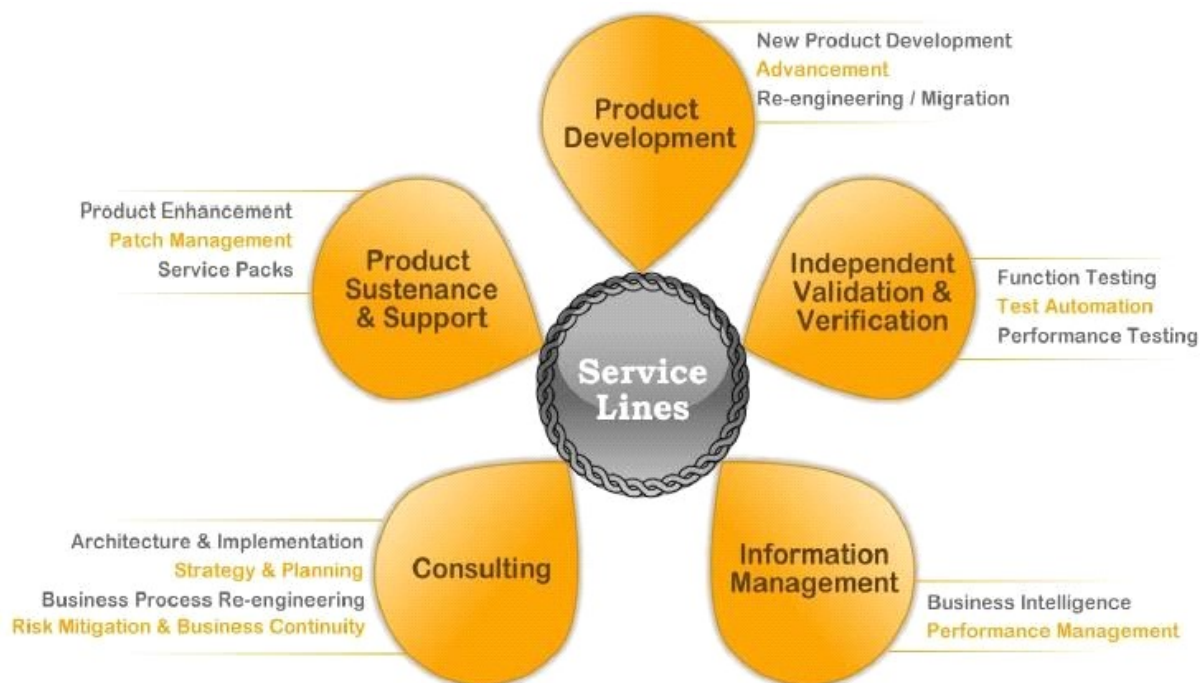 New Product Development
Advancement
Re-engineering / Migration
Product
Development
Product Enhancement
Patch Management
Service Packs
Product
Sustenance
& Support
Independent
Validation &
Verification
Function Testing
Test Automation
Performance Testing
Service
Lines
Architecture & Implementation
Strategy & Planning
Business Process Re-engineering
Risk Mitigation & Business Continuity
Consulting
Information
Management
Business Intelligence
Performance Management